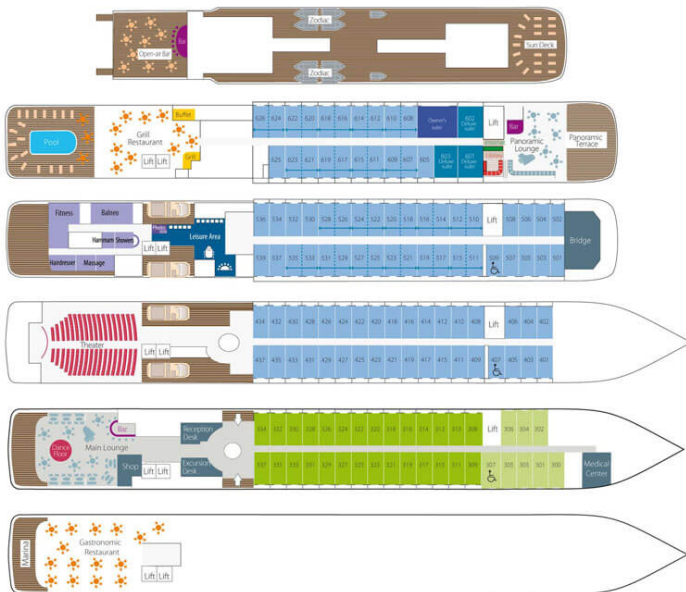 Zodiac
Open-air Bar
Bar
Sun Deck
Zodiac
Buffet
626 624 622 620 618 616 614 612 610 608
Owner's
suite
602
Deluxe
suite
Lift
Bar
Pool
Grill
Restaurant
Lift Lift
Grill
625 623 621 619 617 615 611 609 607 605
603
Deluxe
suite
601
Deluxe
suite
Panoramic
Lounge
Panoramic
Terrace
Fitness
Balneo
Hammam
Showers
Photos
Lift Lift
Leisure Area
Hairdresser
Massage
536 534 532 530 528 526 524 522 520 518 516 514 512 510
Lift
508 506 504 502
539 537 535 533 531 529 527 525 523 521 519 517 515 511
509 507 505 503 501
Bridge
Theater
Lift Lift
434 432 430 428 426 424 422 420 418 416 414 412 410 408
Lift
406 404 402
437 435 433 431 429 427 425 423 421 419 417 415 411 409
407 405 403 401
Bar
Reception
Desk
Dance
Floor
Main Lounge
Shop
Lift Lift
Excursion
Desk
334 332 330 328 326 324 322 320 318 316 314 312 310 308
Lift
306 304 302
337 335 333 331 329 327 325 323 321 319 317 315 311 309
307 305 303 301 300
Medical
Center
Marina
Gastronomic
Restaurant
Lift
Lift Lift